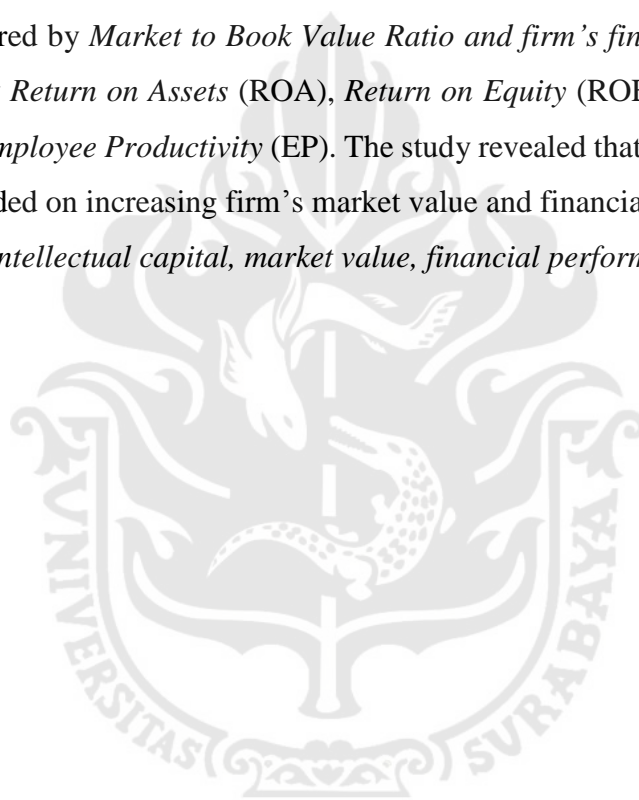 red by Market to Book Value Ratio and firm’s fin
Return on Assets (ROA), Return on Equity (ROE
mployee Productivity (EP). The study revealed that
ded on increasing firm’s market value and financia
ntellectual capital, market value, financial perform
UNIVERSITAS SURABAYA